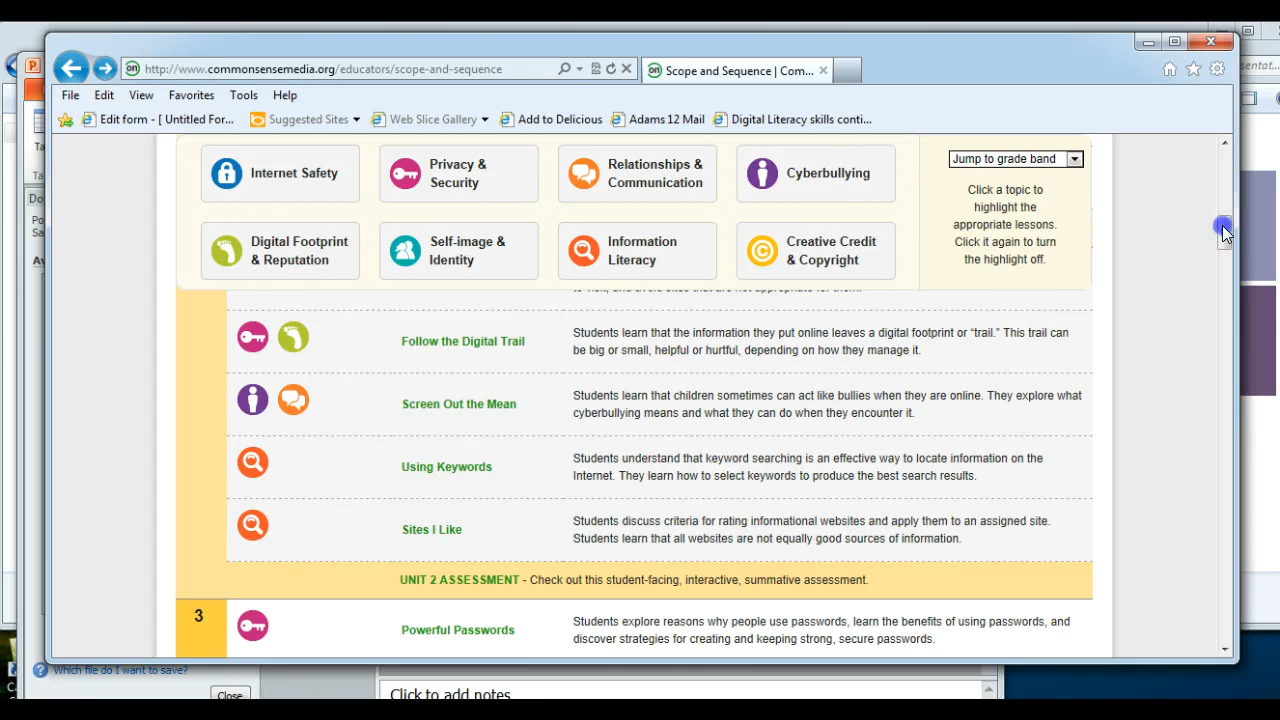 http://www.commonsensemedia.org/educators/scope-and-sequence
Scope and Sequence | Com...
File Edit View Favorites Tools Help
Edit form - [ Untitled For...
Suggested Sites
Web Slice Gallery
Add to Delicious
Adams 12 Mail
Digital Literacy skills conti...
Internet Safety
Privacy &
Security
Relationships &
Communication
Cyberbullying
Digital Footprint
& Reputation
Self-image &
Identity
Information
Literacy
Creative Credit
& Copyright
Jump to grade band
Click a topic to
highlight the
appropriate lessons.
Click it again to turn
the highlight off.
Follow the Digital Trail
Students learn that the information they put online leaves a digital footprint or “trail.” This trail can
be big or small, helpful or hurtful, depending on how they manage it.
Screen Out the Mean
Students learn that children sometimes can act like bullies when they are online. They explore what
cyberbullying means and what they can do when they encounter it.
Using Keywords
Students understand that keyword searching is an effective way to locate information on the
Internet. They learn how to select keywords to produce the best search results.
Sites I Like
Students discuss criteria for rating informational websites and apply them to an assigned site.
Students learn that all websites are not equally good sources of information.
UNIT 2 ASSESSMENT - Check out this student-facing, interactive, summative assessment.
3
Powerful Passwords
Students explore reasons why people use passwords, learn the benefits of using passwords, and
discover strategies for creating and keeping strong, secure passwords.
Which file do I want to save?
Close
Click to add notes